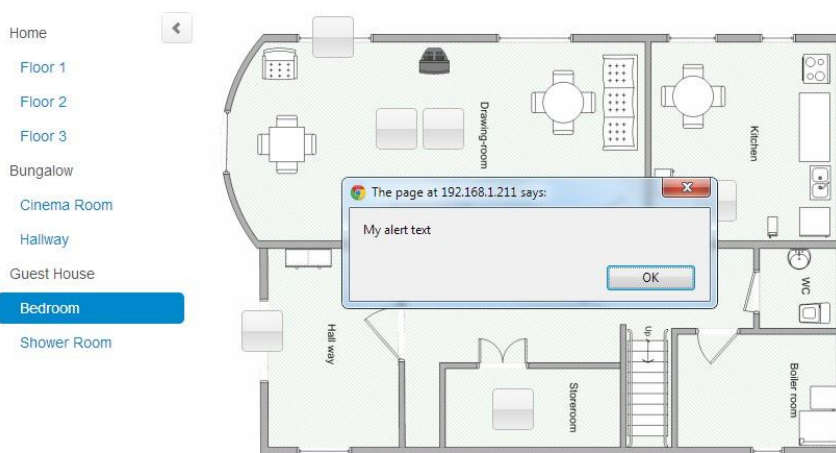 Home
Floor 1
Floor 2
Floor 3
Bungalow
Cinema Room
Hallway
Guest House
Bedroom
Shower Room
Drawing-room
Kitchen
The page at 192.168.1.211 says:
My alert text
OK
Hall way
Up
WC
Storeroom
Boiler room